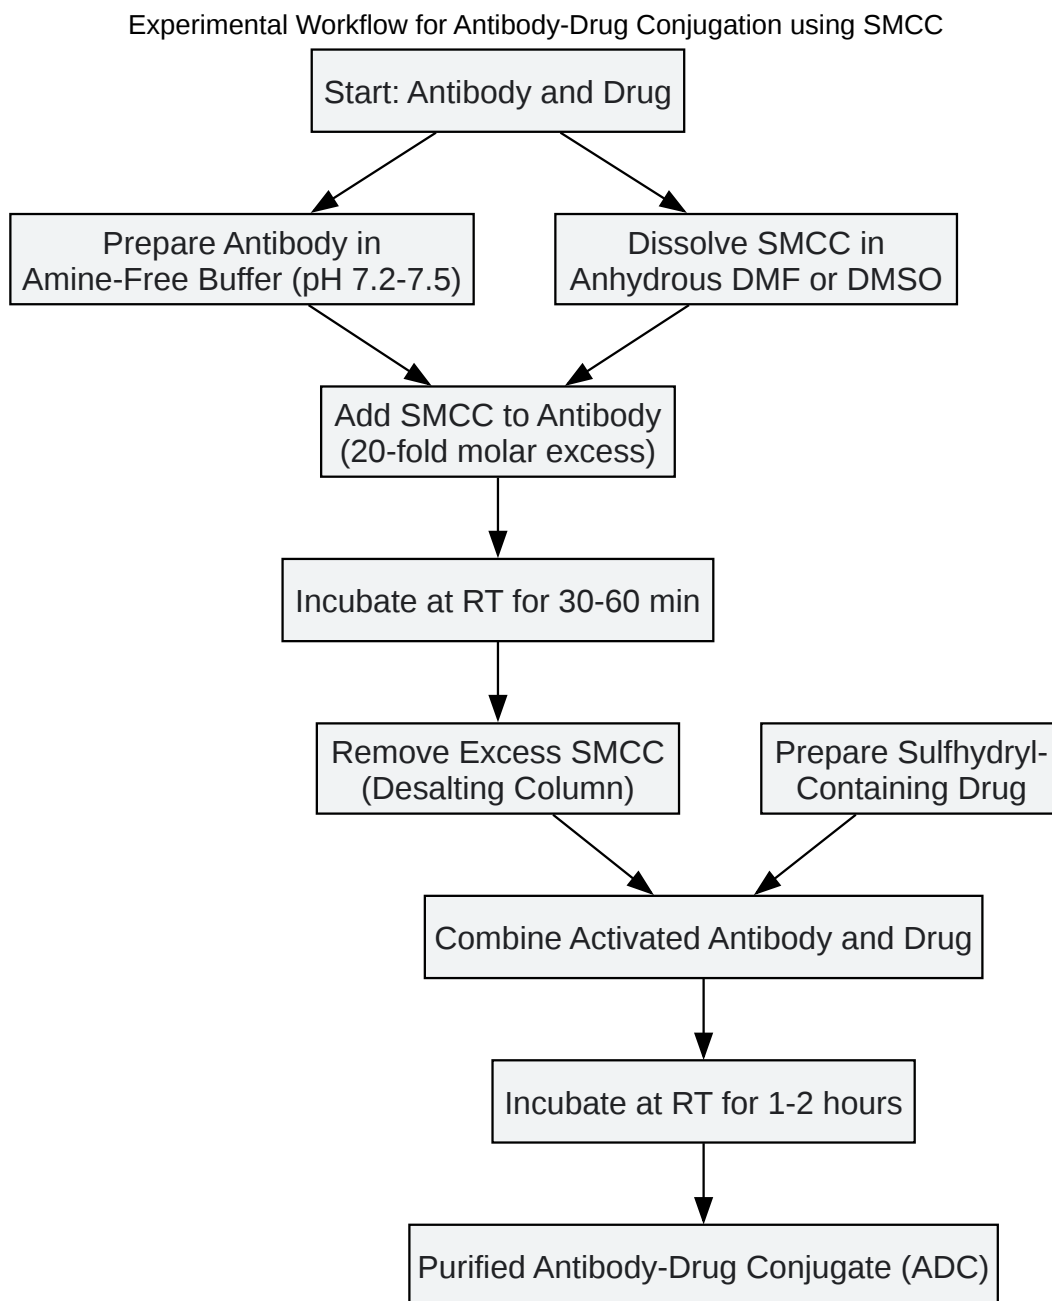 Experimental Workflow for Antibody-Drug Conjugation using SMCC
Start: Antibody and Drug
Prepare Antibody in
Amine-Free Buffer (pH 7.2-7.5)
Dissolve SMCC in
Anhydrous DMF or DMSO
Add SMCC to Antibody
(20-fold molar excess)
Incubate at RT for 30-60 min
Remove Excess SMCC
(Desalting Column)
Prepare Sulfhydryl-
Containing Drug
Combine Activated Antibody and Drug
Incubate at RT for 1-2 hours
Purified Antibody-Drug Conjugate (ADC)